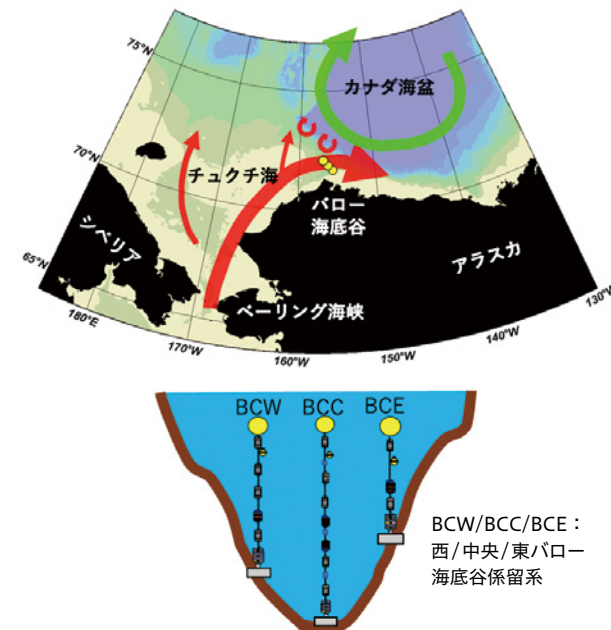 75°N
カナダ海盆
70°N
チュクチ海
バロー
海底谷
シベリア
アラスカ
65°N
ベーリング海峡
180°E
170°W
160°W
150°W
140°W
130°W
BCW BCC BCE
BCW/BCC/BCE：
西/中央/東バロー
海底谷係留系